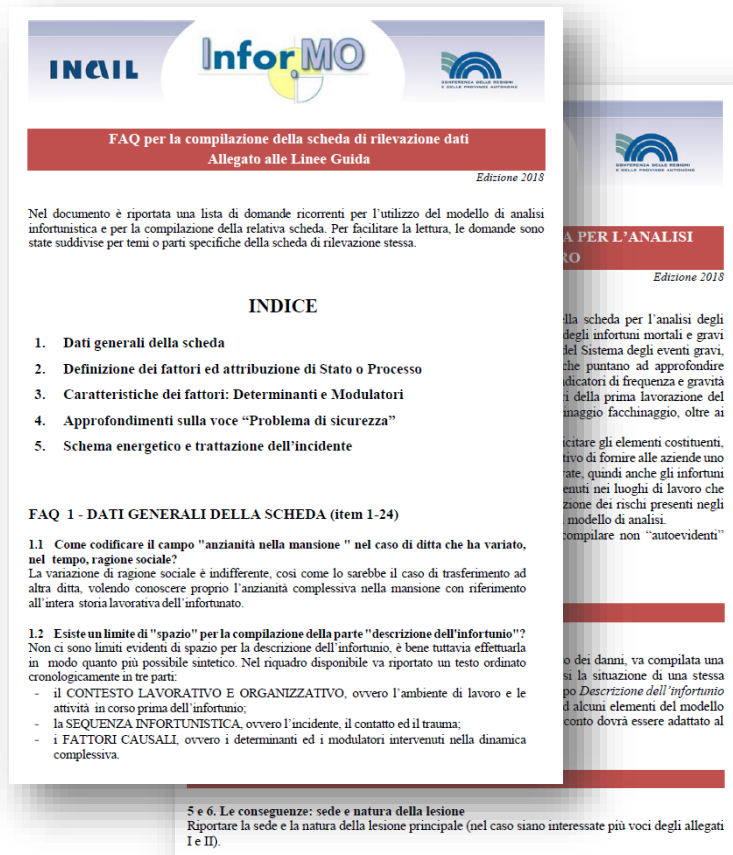 INAIL
Infor.MO
CONFERENZA DELLE REGIONI
E DELLE PROVINCE AUTONOME
FAQ per la compilazione della scheda di rilevazione dati
Allegato alle Linee Guida
Edizione 2018
Nel documento è riportata una lista di domande ricorrenti per l'utilizzo del modello di analisi
infortunistica e per la compilazione della relativa scheda. Per facilitare la lettura, le domande sono
state suddivise per temi o parti specifiche della scheda di rilevazione stessa.
INDICE
1. Dati generali della scheda
2. Definizione dei fattori ed attribuzione di Stato o Processo
3. Caratteristiche dei fattori: Determinanti e Modulatori
4. Approfondimenti sulla voce "Problema di sicurezza"
5. Schema energetico e trattazione dell'incidente
FAQ 1 - DATI GENERALI DELLA SCHEDA (item 1-24)
1.1 Come codificare il campo "anzianità nella mansione " nel caso di ditta che ha variato,
nel tempo, ragione sociale?
La variazione di ragione sociale è indifferente, così come lo sarebbe il caso di trasferimento ad
altra ditta, volendo conoscere proprio l'anzianità complessiva nella mansione con riferimento
all'intera storia lavorativa dell'infortunato.
1.2 Esiste un limite di "spazio" per la compilazione della parte "descrizione dell'infortunio"?
Non ci sono limiti evidenti di spazio per la descrizione dell'infortunio, è bene tuttavia effettuarla
in modo quanto più possibile sintetico. Nel riquadro disponibile va riportato un testo ordinato
cronologicamente in tre parti:
- il CONTESTO LAVORATIVO E ORGANIZZATIVO, ovvero l'ambiente di lavoro e le
attività in corso prima dell'infortunio;
- la SEQUENZA INFORTUNISTICA, ovvero l'incidente, il contatto ed il trauma;
- i FATTORI CAUSALI, ovvero i determinanti ed i modulatori intervenuti nella dinamica
complessiva.
CONFERENZA DELLE REGIONI
E DELLE PROVINCE AUTONOME
A PER L'ANALISI
RO
Edizione 2018
ella scheda per l'analisi degli
degli infortuni mortali e gravi
del Sistema degli eventi gravi,
che puntano ad approfondire
dicatori di frequenza e gravità
ri della prima lavorazione del
inaggio facchinaggio, oltre ai
icitare gli elementi costituenti,
tivo di fornire alle aziende uno
rate, quindi anche gli infortuni
enuti nei luoghi di lavoro che
zione dei rischi presenti negli
modello di analisi.
compilare non "autoevidenti"
o dei danni, va compilata una
si la situazione di una stessa
po Descrizione dell'infortunio
d alcuni elementi del modello
conto dovrà essere adattato al
5 e 6. Le conseguenze: sede e natura della lesione
Riportare la sede e la natura della lesione principale (nel caso siano interessate più voci degli allegati
I e II).